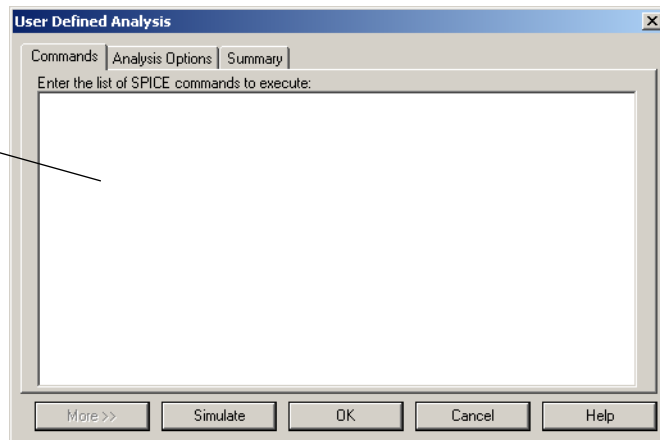 User Defined Analysis
Commands Analysis Options Summary
Enter the list of SPICE commands to execute:
More >> Simulate OK Cancel Help